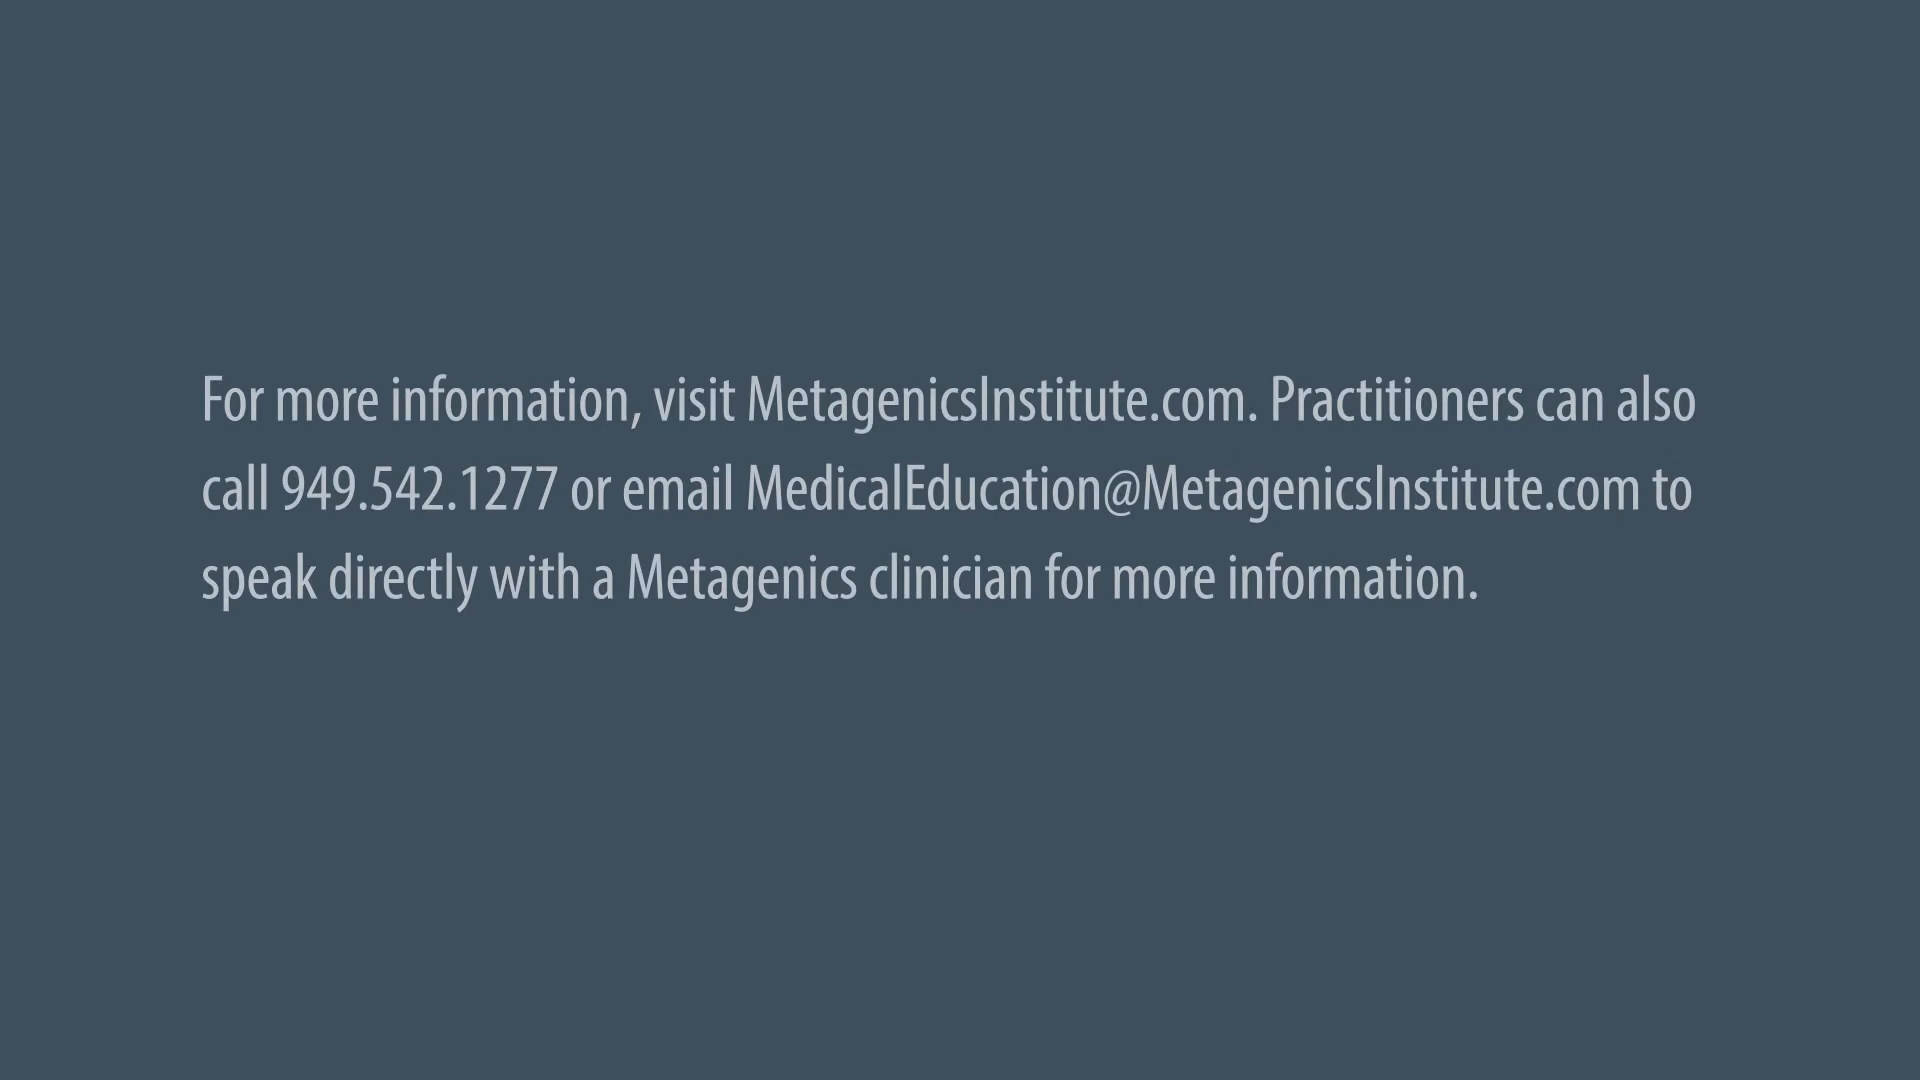 For more information, visit MetagenicsInstitute.com. Practitioners can also
call 949.542.1277 or email MedicalEducation@MetagenicsInstitute.com to
speak directly with a Metagenics clinician for more information.